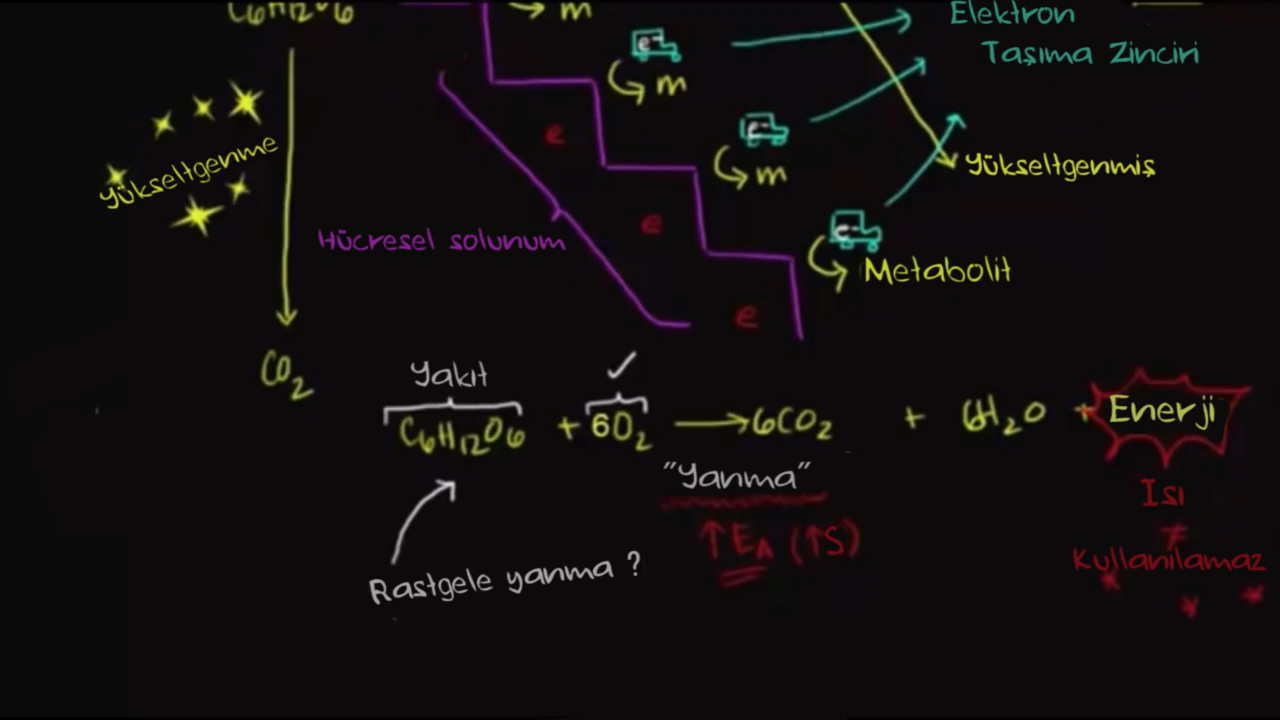 C6H12O6
m
Elektron
Taşıma Zinciri
e-
m
e
e-
m
Yükseltgenmiş
Yükseltgenme
e
Hücresel solunum
e-
Metabolit
e
CO2
Yakıt ✓
C6H12O6 + 6O2 → 6CO2 + 6H2O + Enerji
"Yanma"
Isı
↑EA (↑S)
≠
Kullanılamaz
Rastgele yanma ?